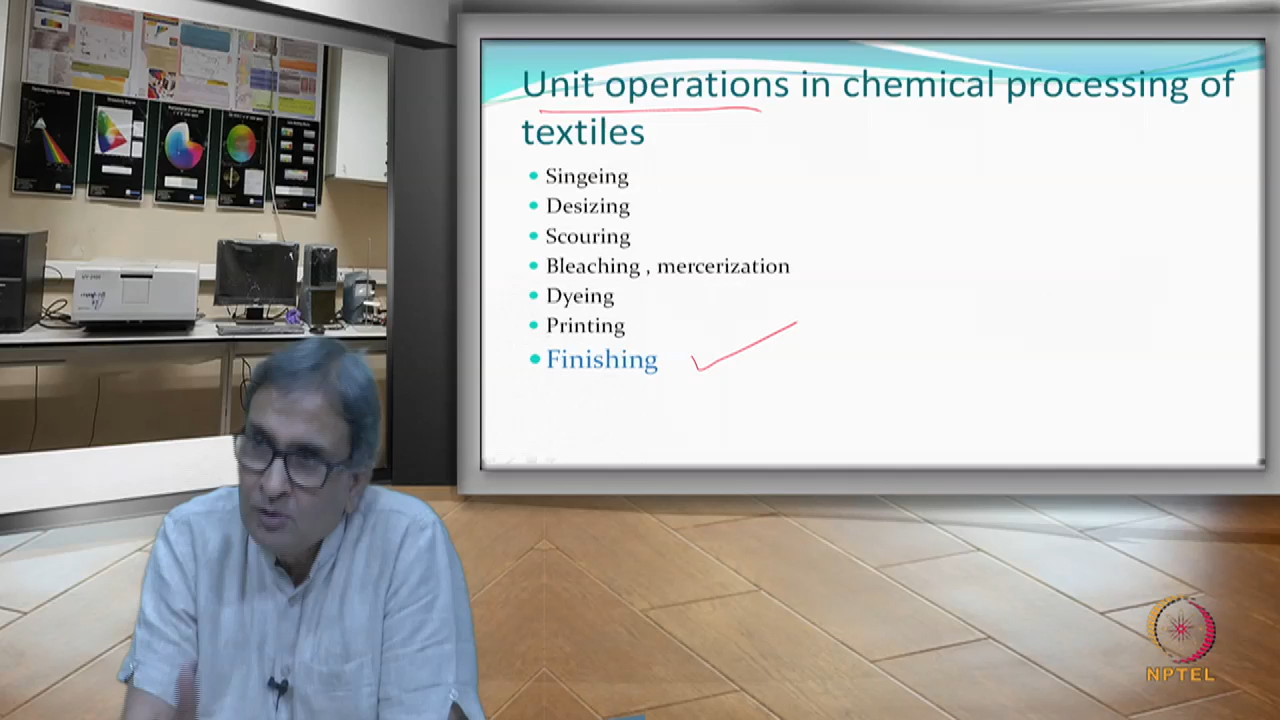 Unit operations in chemical processing of
textiles
• Singeing
• Desizing
• Scouring
• Bleaching , mercerization
• Dyeing
• Printing
• Finishing
NPTEL